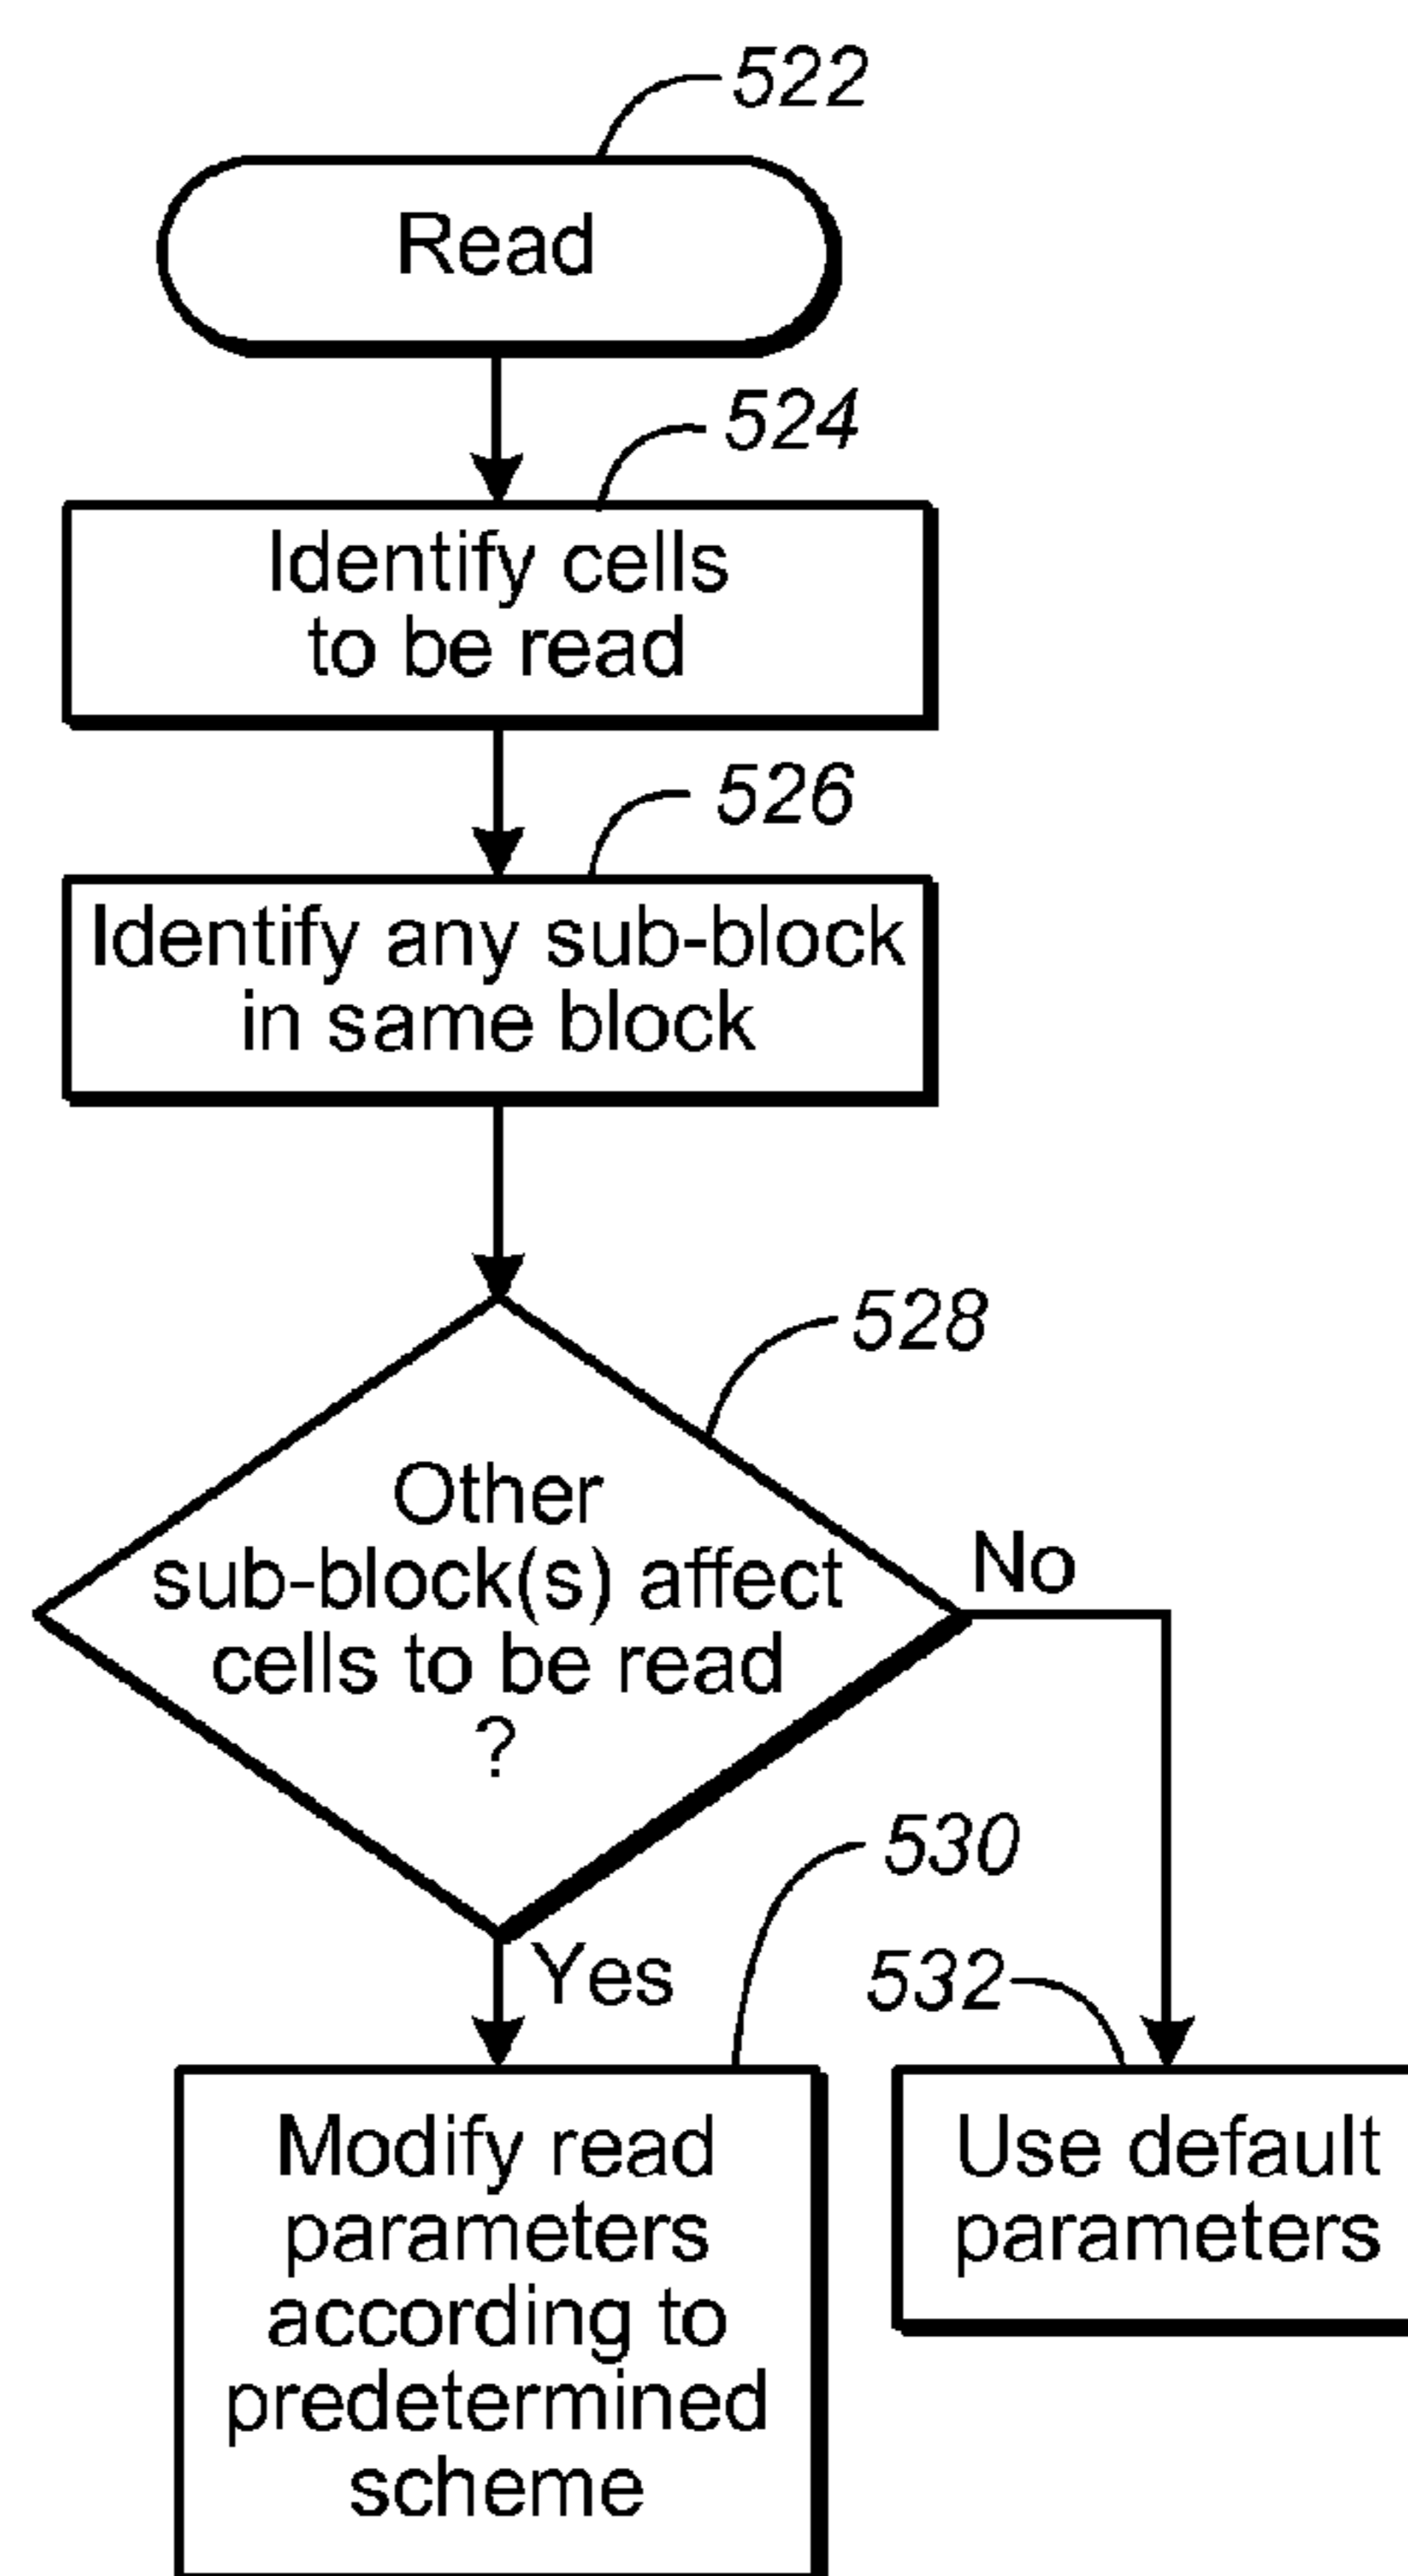 522
Read
524
Identify cells
to be read
526
Identify any sub-block
in same block
528
Other
sub-block(s) affect
cells to be read
?
No
Yes
530
532
Modify read
parameters
according to
predetermined
scheme
Use default
parameters